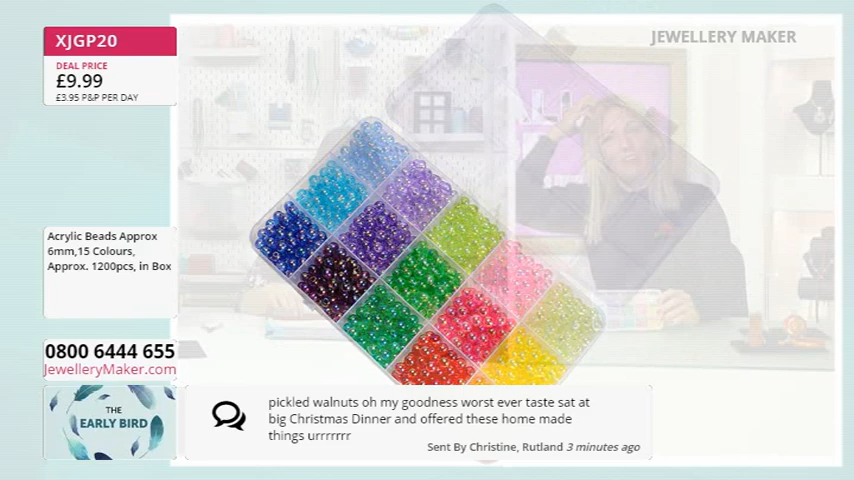 XJGP20
DEAL PRICE
£9.99
£3.95 P&P PER DAY
JEWELLERY MAKER
Acrylic Beads Approx
6mm,15 Colours,
Approx. 1200pcs, in Box
0800 6444 655
JewelleryMaker.com
THE
EARLY BIRD
pickled walnuts oh my goodness worst ever taste sat at
big Christmas Dinner and offered these home made
things urrrrrrr
Sent By Christine, Rutland 3 minutes ago